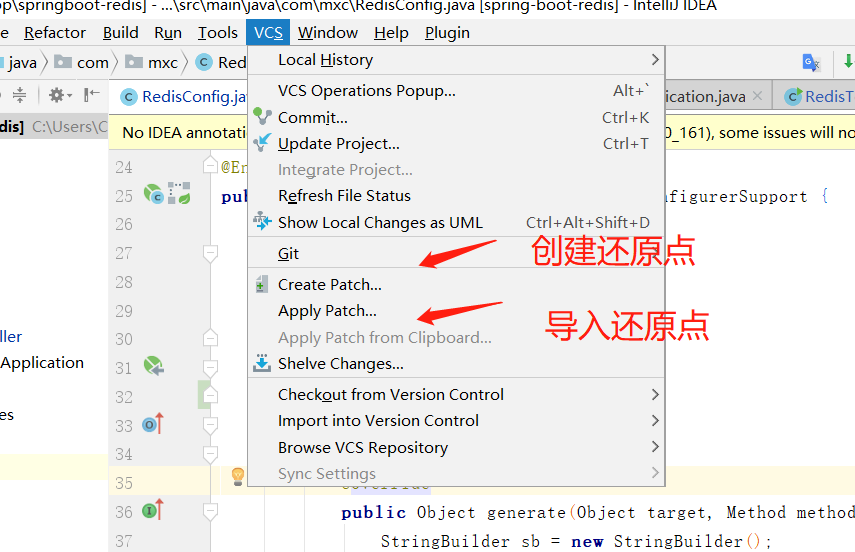 op\springboot-redis] - ...\src\main\java\com\mxc\RedisConfig.java [spring-boot-redis] - IntelliJ IDEA
e Refactor Build Run Tools VCS Window Help Plugin
java com mxc Red
RedisConfig.ja ication.java RedisT
dis] C:\Users\C
No IDEA annotati 0_161), some issues will no
Local History
VCS Operations Popup... Alt+`
Commit... Ctrl+K
Update Project... Ctrl+T
Integrate Project...
Refresh File Status
Show Local Changes as UML Ctrl+Alt+Shift+D
Git
创建还原点
Create Patch...
Apply Patch...
导入还原点
Apply Patch from Clipboard...
Shelve Changes...
Checkout from Version Control
Import into Version Control
Browse VCS Repository
Sync Settings
ller
Application
es
24 @En
25 pub nfigurerSupport {
26
27
28
29
30
31
32
33
34
35
36 public Object generate(Object target, Method method
37 StringBuilder sb = new StringBuilder();